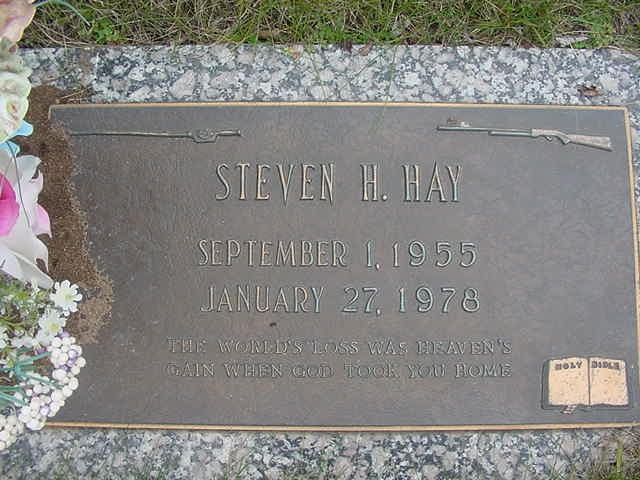 STEVEN H. HAY
SEPTEMBER 1, 1955
JANUARY 27, 1978
THE WORLD'S LOSS WAS HEAVEN'S
GAIN WHEN GOD TOOK YOU HOME
HOLY BIBLE